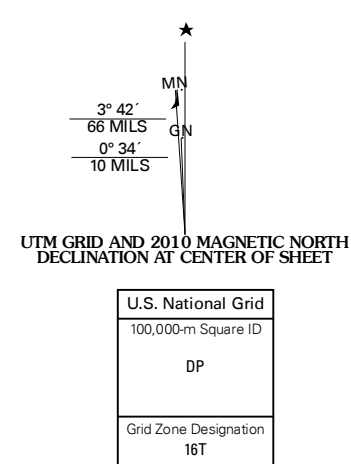 MN
3° 42´
66 MILS
GN
0° 34´
10 MILS
UTM GRID AND 2010 MAGNETIC NORTH
DECLINATION AT CENTER OF SHEET
U.S. National Grid
100,000-m Square ID
DP
Grid Zone Designation
16T